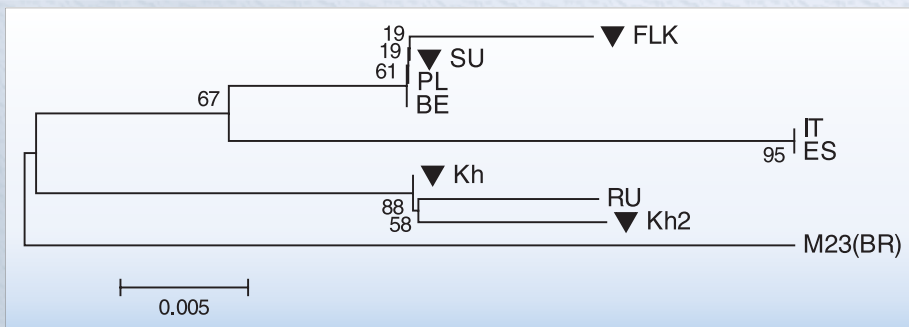 19
FLK
19
SU
61
PL
67
BE
IT
95
ES
Kh
88
RU
58
Kh2
M23(BR)
0.005